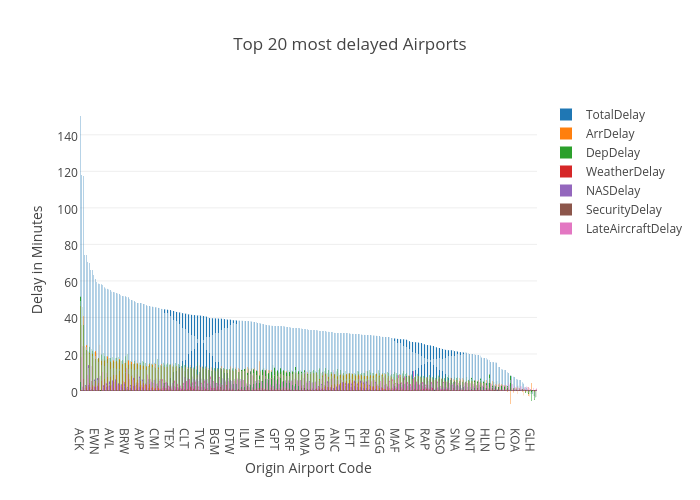 Top 20 most delayed Airports
TotalDelay
ArrDelay
DepDelay
WeatherDelay
NASDelay
SecurityDelay
LateAircraftDelay
Delay in Minutes
140
120
100
80
60
40
20
0
ACK
EWN
AVL
BRW
AVP
CMI
TEX
CLT
TVC
BGM
DTW
ILM
MLI
GPT
ORF
OMA
LRD
ANC
LFT
RHI
GGG
MAF
LAX
RAP
MSO
SNA
ONT
HLN
CLD
KOA
GLH
Origin Airport Code